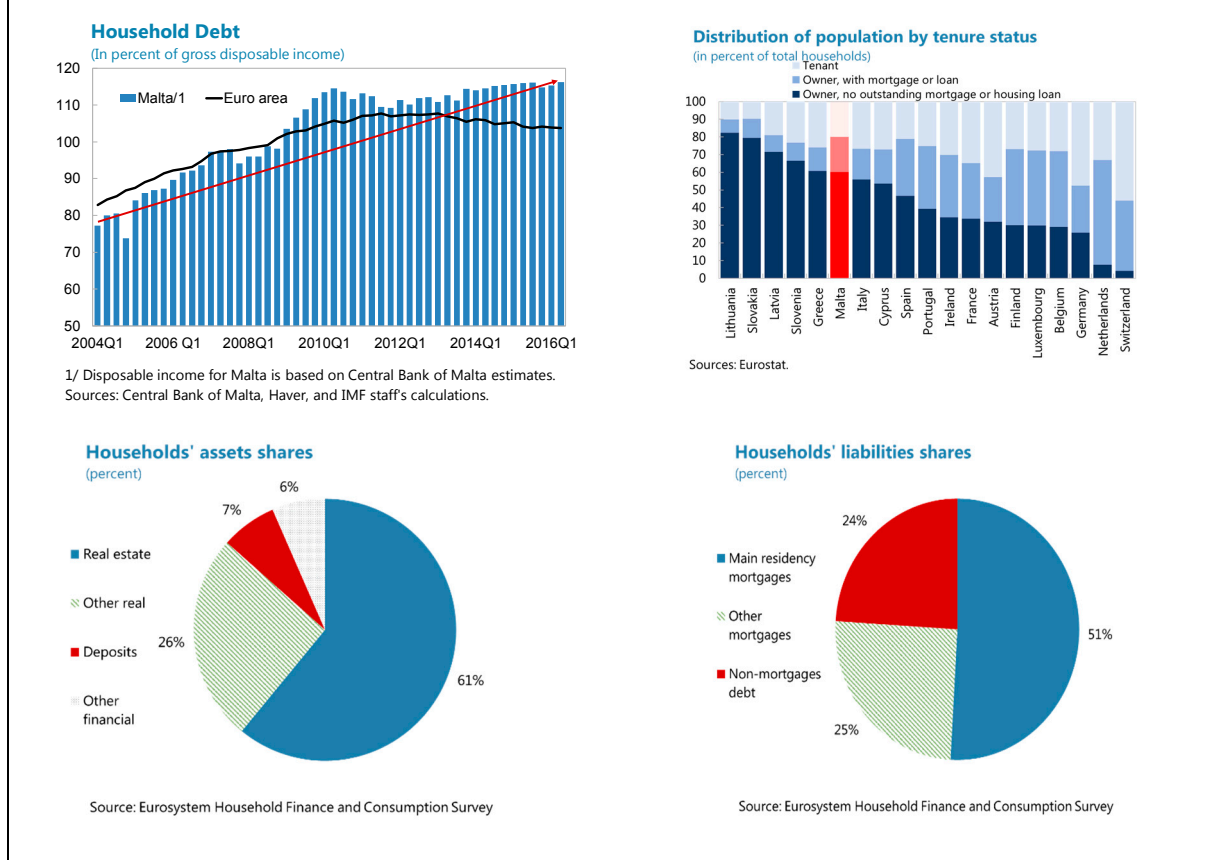 Household Debt
(In percent of gross disposable income)
120
110
100
90
80
70
60
50
Malta/1
Euro area
2004Q1
2006 Q1
2008Q1
2010Q1
2012Q1
2014Q1
2016Q1
1/ Disposable income for Malta is based on Central Bank of Malta estimates.
Sources: Central Bank of Malta, Haver, and IMF staff's calculations.
Distribution of population by tenure status
(in percent of total households)
Tenant
Owner, with mortgage or loan
Owner, no outstanding mortgage or housing loan
100
90
80
70
60
50
40
30
20
10
0
Lithuania
Slovakia
Latvia
Slovenia
Greece
Malta
Italy
Cyprus
Spain
Portugal
Ireland
France
Austria
Finland
Luxembourg
Belgium
Germany
Netherlands
Switzerland
Sources: Eurostat.
Households' assets shares
(percent)
6%
7%
26%
61%
Real estate
Other real
Deposits
Other
financial
Source: Eurosystem Household Finance and Consumption Survey
Households' liabilities shares
(percent)
24%
51%
25%
Main residency
mortgages
Other
mortgages
Non-mortgages
debt
Source: Eurosystem Household Finance and Consumption Survey